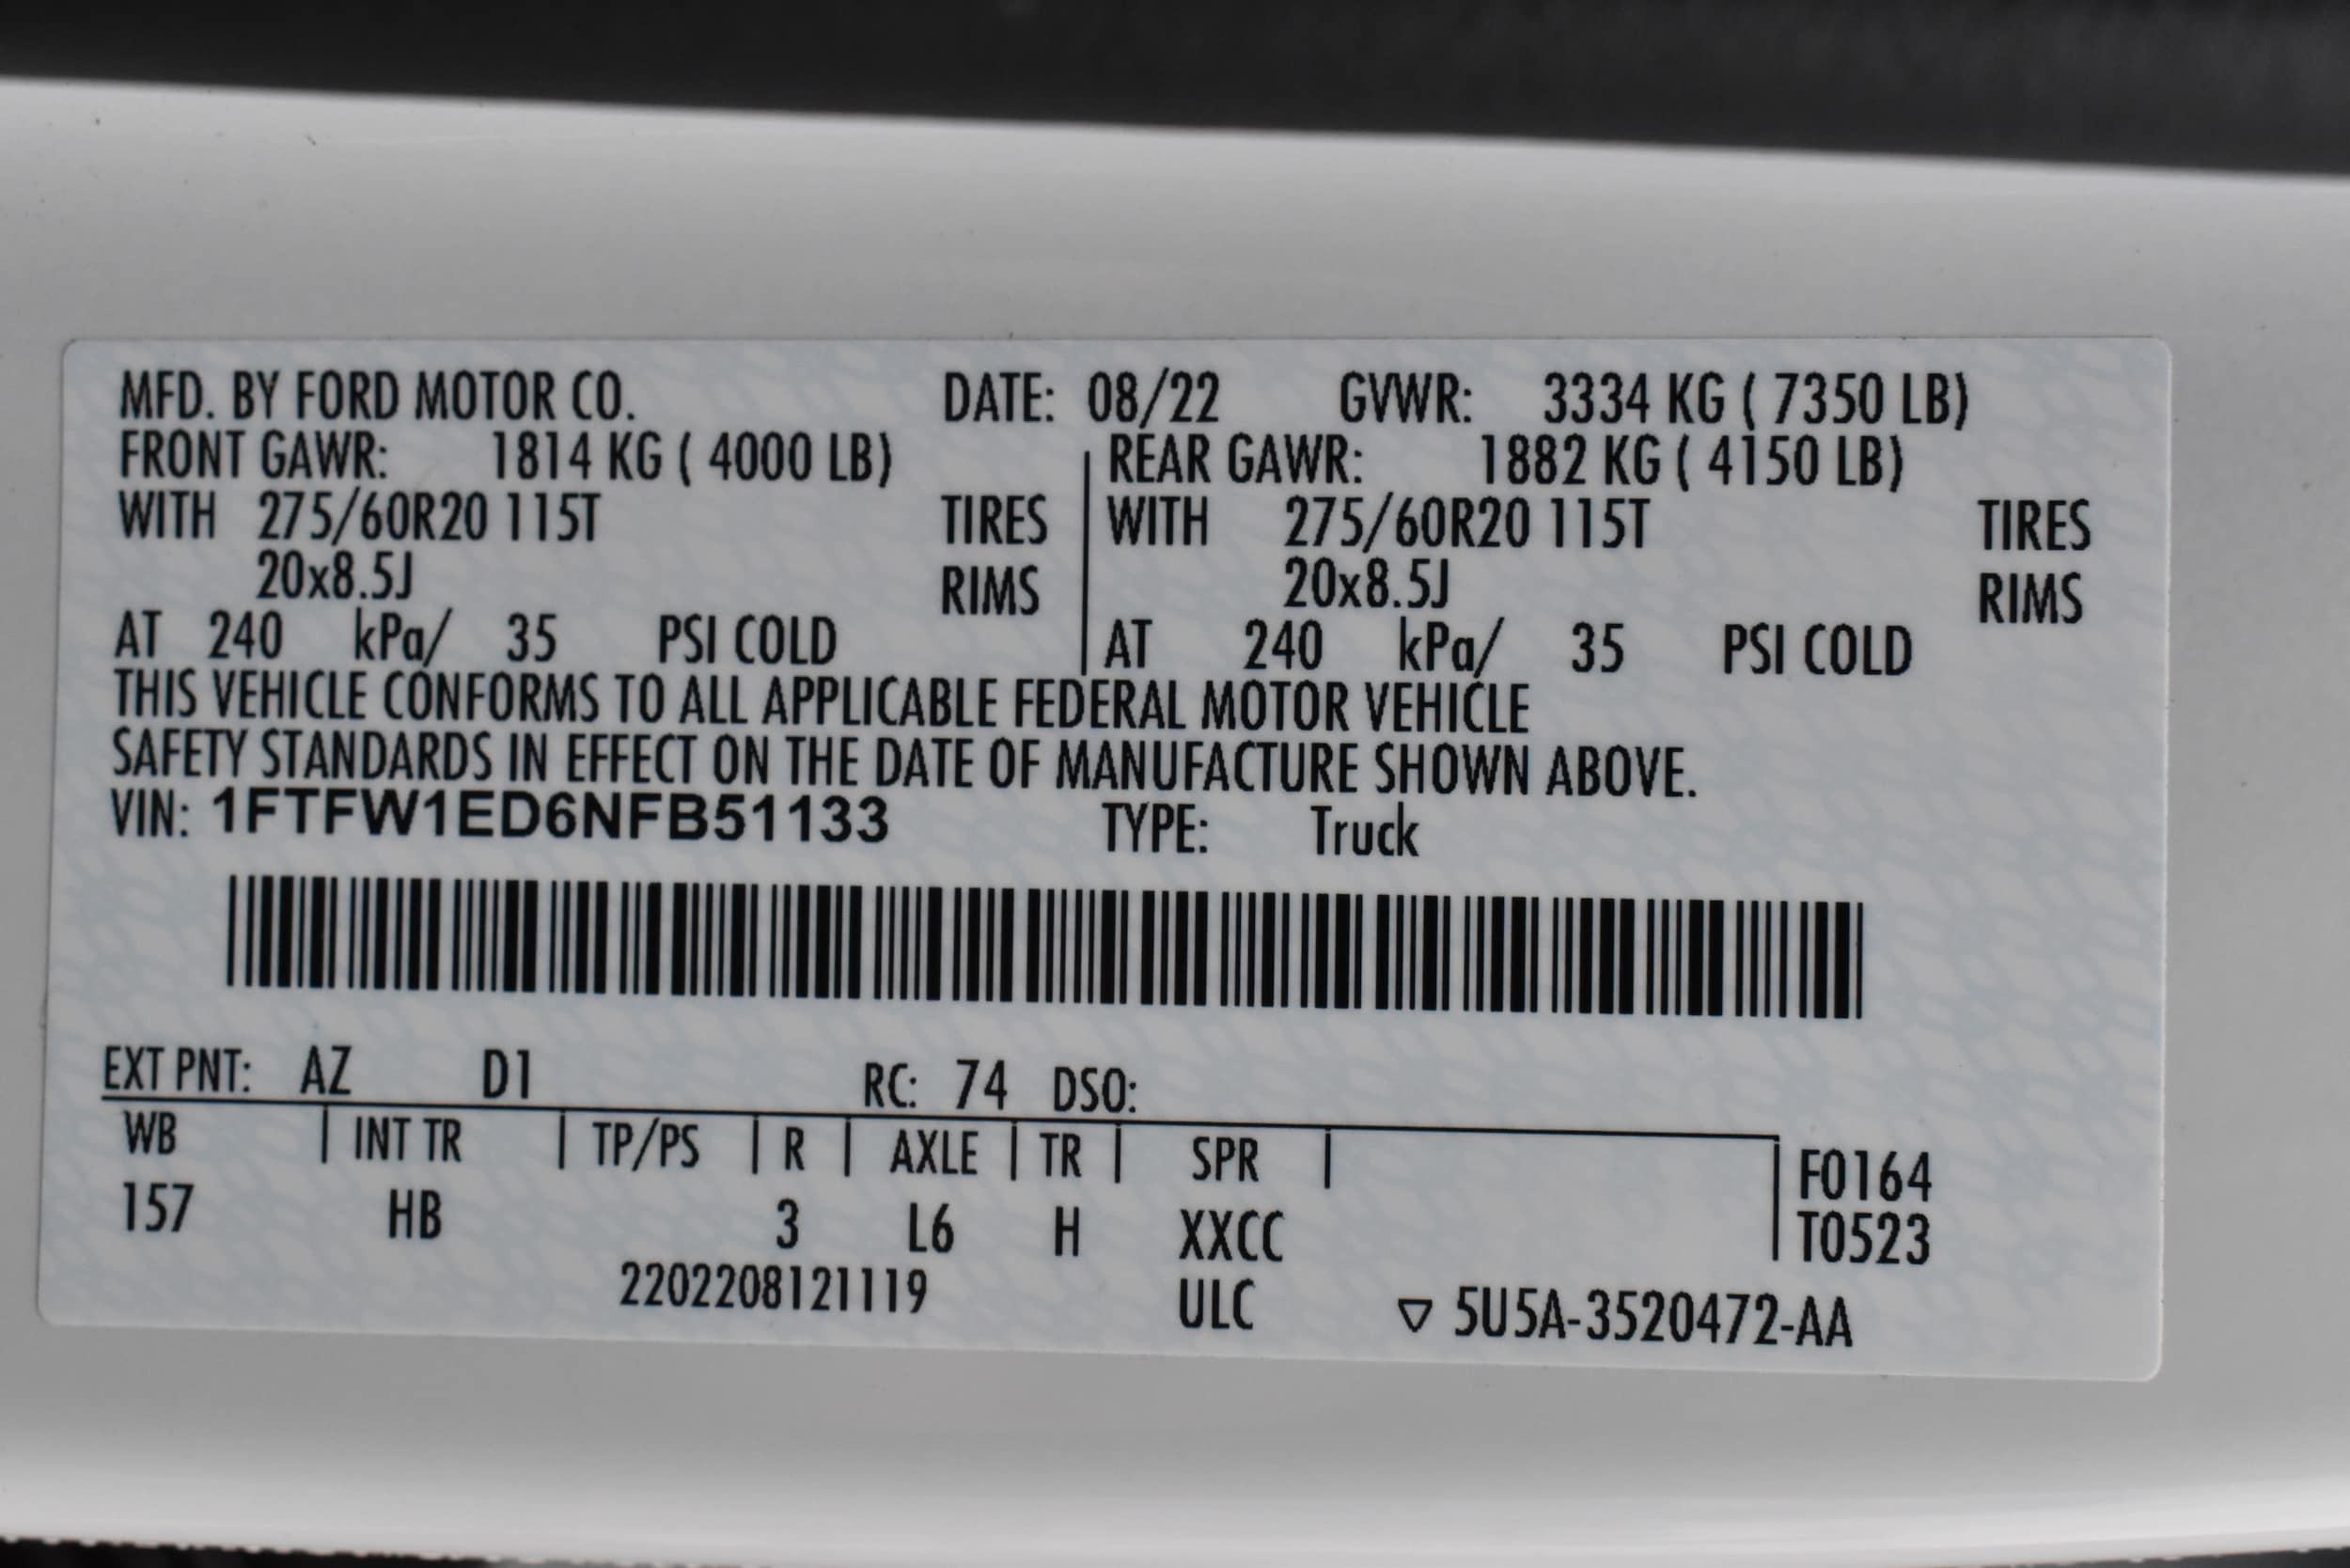 MFD. BY FORD MOTOR CO. DATE: 08/22 GVWR: 3334 KG ( 7350 LB)
FRONT GAWR: 1814 KG ( 4000 LB) REAR GAWR: 1882 KG ( 4150 LB)
WITH 275/60R20 115T TIRES WITH 275/60R20 115T TIRES
20x8.5J RIMS 20x8.5J RIMS
AT 240 kPa/ 35 PSI COLD AT 240 kPa/ 35 PSI COLD
THIS VEHICLE CONFORMS TO ALL APPLICABLE FEDERAL MOTOR VEHICLE
SAFETY STANDARDS IN EFFECT ON THE DATE OF MANUFACTURE SHOWN ABOVE.
VIN: 1FTFW1ED6NFB51133 TYPE: Truck
EXT PNT: AZ D1 RC: 74 DSO:
WB | INT TR | TP/PS | R | AXLE | TR | SPR | F0164
157 HB 3 L6 H XXCC T0523
2202208121119 ULC ▽ 5U5A-3520472-AA